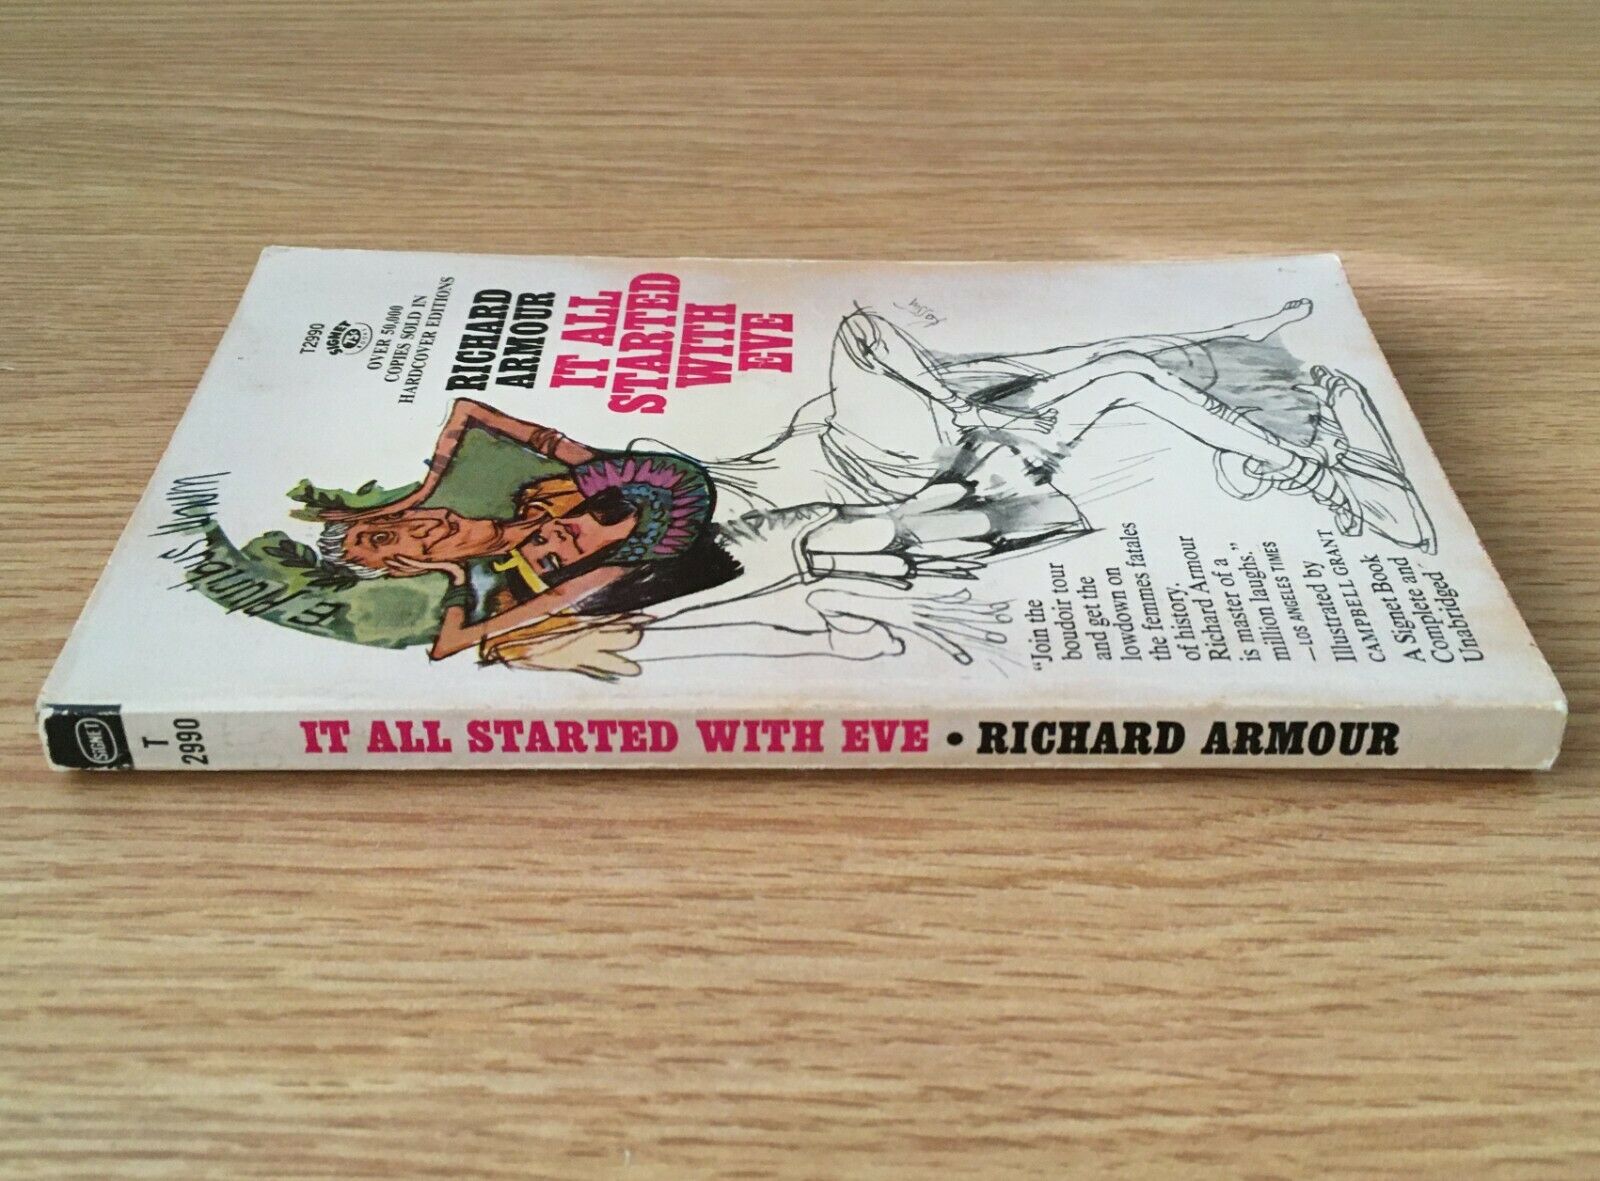 T2990
SIGNET
75¢
OVER 50,000
COPIES SOLD IN
HARDCOVER EDITIONS
RICHARD
ARMOUR
IT ALL
STARTED
WITH
EVE
E. Pluribus Unum
"Join the
boudoir tour
and get the
lowdown on
the femmes fatales
of history.
Richard Armour
is master of a
million laughs."
—LOS ANGELES TIMES
Illustrated by
CAMPBELL GRANT
A Signet Book
Complete and
Unabridged
SIGNET
T
2990
IT ALL STARTED WITH EVE • RICHARD ARMOUR